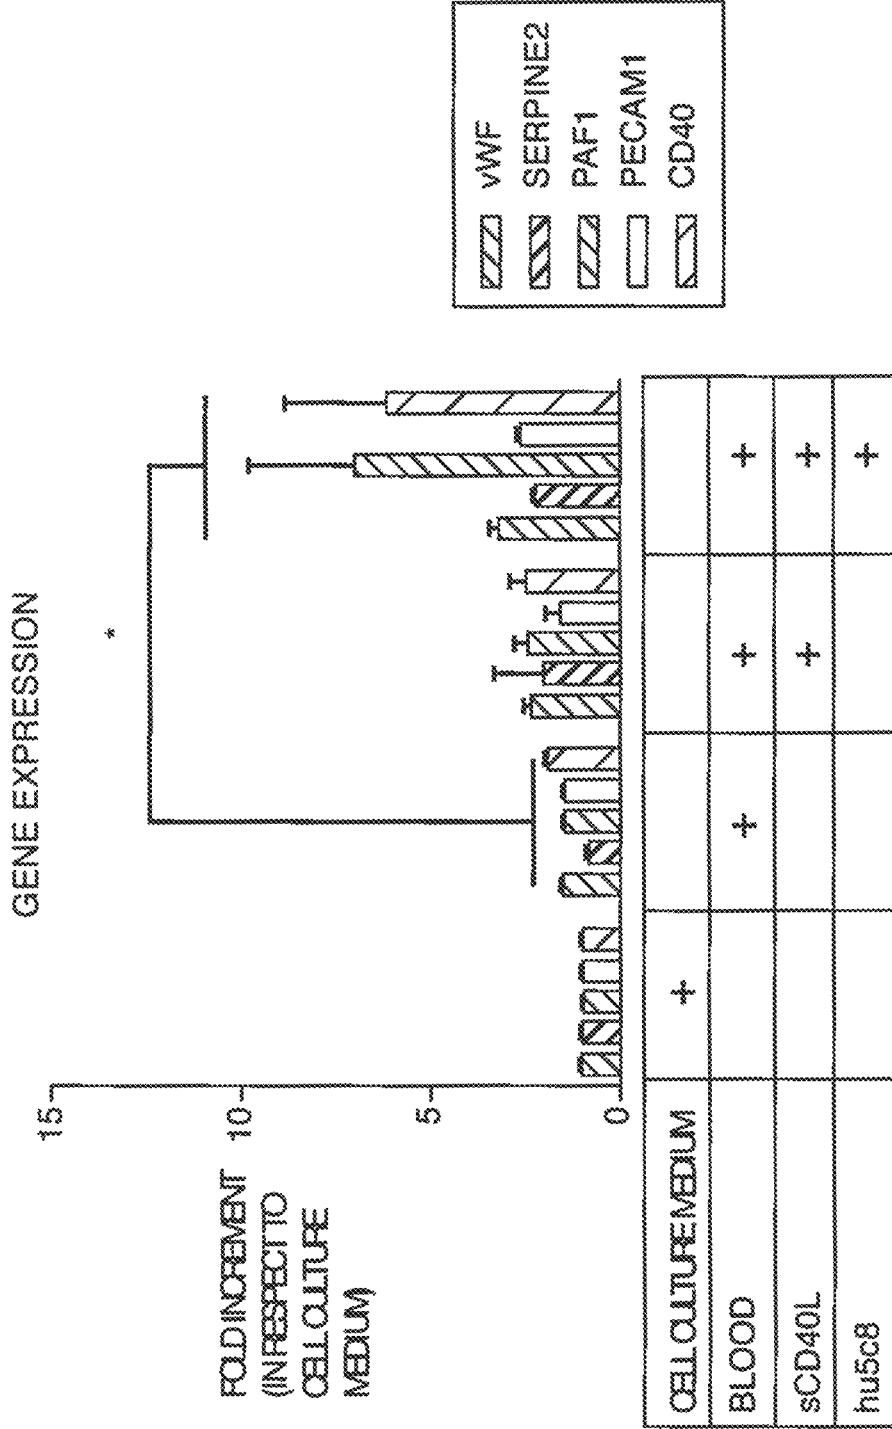 GENE EXPRESSION
*
FOLD INCREMENT
(IN RESPECT TO
CELL CULTURE
MEDIUM)
15
10
5
0
vWF
SERPINE2
PAF1
PECAM1
CD40
CELL CULTURE MEDIUM +
BLOOD + + +
sCD40L + +
hu5c8 +